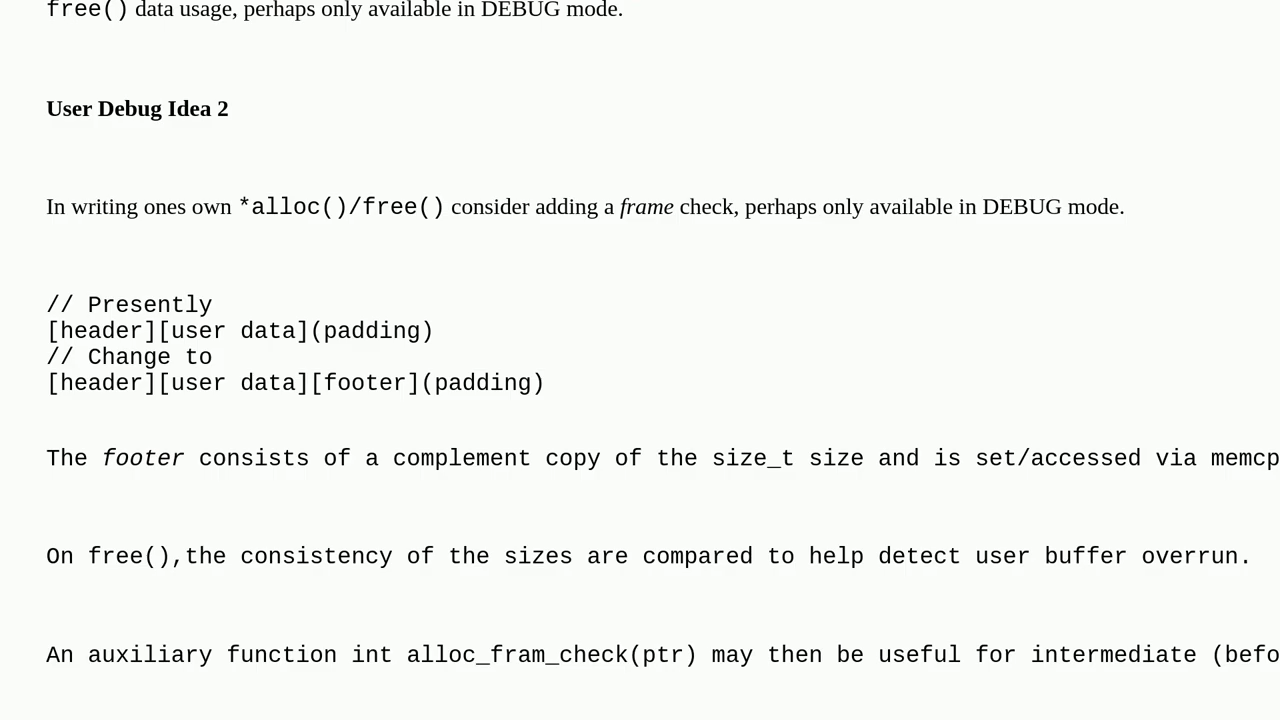 free() data usage, perhaps only available in DEBUG mode.
User Debug Idea 2
In writing ones own *alloc()/free() consider adding a frame check, perhaps only available in DEBUG mode.
// Presently
[header][user data](padding)
// Change to
[header][user data][footer](padding)
The footer consists of a complement copy of the size_t size and is set/accessed via memcp
On free(),the consistency of the sizes are compared to help detect user buffer overrun.
An auxiliary function int alloc_fram_check(ptr) may then be useful for intermediate (befo